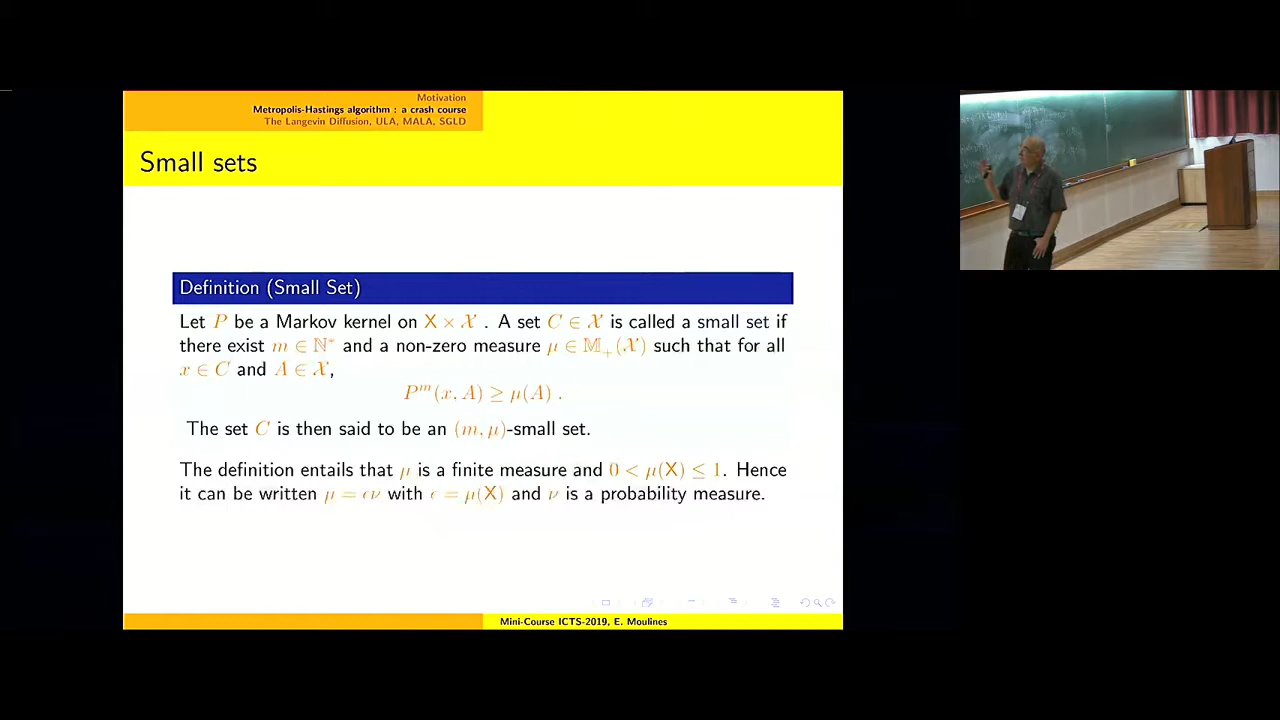 Motivation
Metropolis-Hastings algorithm : a crash course
The Langevin Diffusion, ULA, MALA, SGLD
Small sets
Definition (Small Set)
Let P be a Markov kernel on X × 𝒳 . A set C ∈ 𝒳 is called a small set if
there exist m ∈ ℕ* and a non-zero measure μ ∈ 𝕄₊(𝒳) such that for all
x ∈ C and A ∈ 𝒳,
Pᵐ(x, A) ≥ μ(A) .
The set C is then said to be an (m, μ)-small set.
The definition entails that μ is a finite measure and 0 < μ(X) ≤ 1. Hence
it can be written μ = ϵν with ϵ = μ(X) and ν is a probability measure.
Mini-Course ICTS-2019, E. Moulines